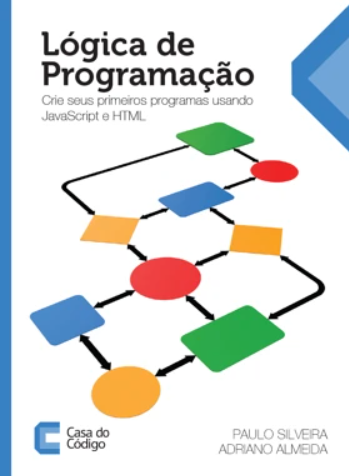 Lógica de
Programação
Crie seus primeiros programas usando
JavaScript e HTML
Casa do
Código
PAULO SILVEIRA
ADRIANO ALMEIDA